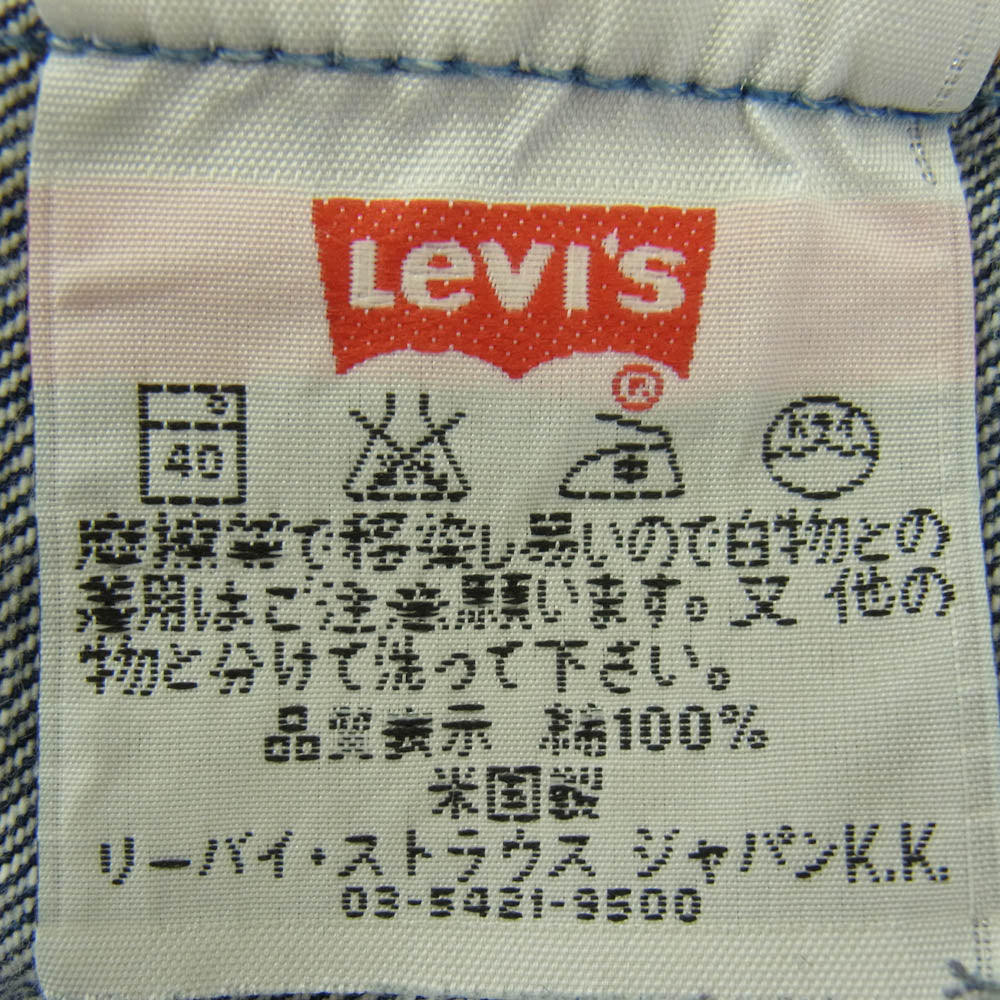 Levi's
®
40
摩擦等で移染し易いので白物との
着用はご注意願います。又 他の
物と分けて洗って下さい。
品質表示 綿100%
米国製
リーバイ・ストラウス ジャパンK.K.
03-5421-9500